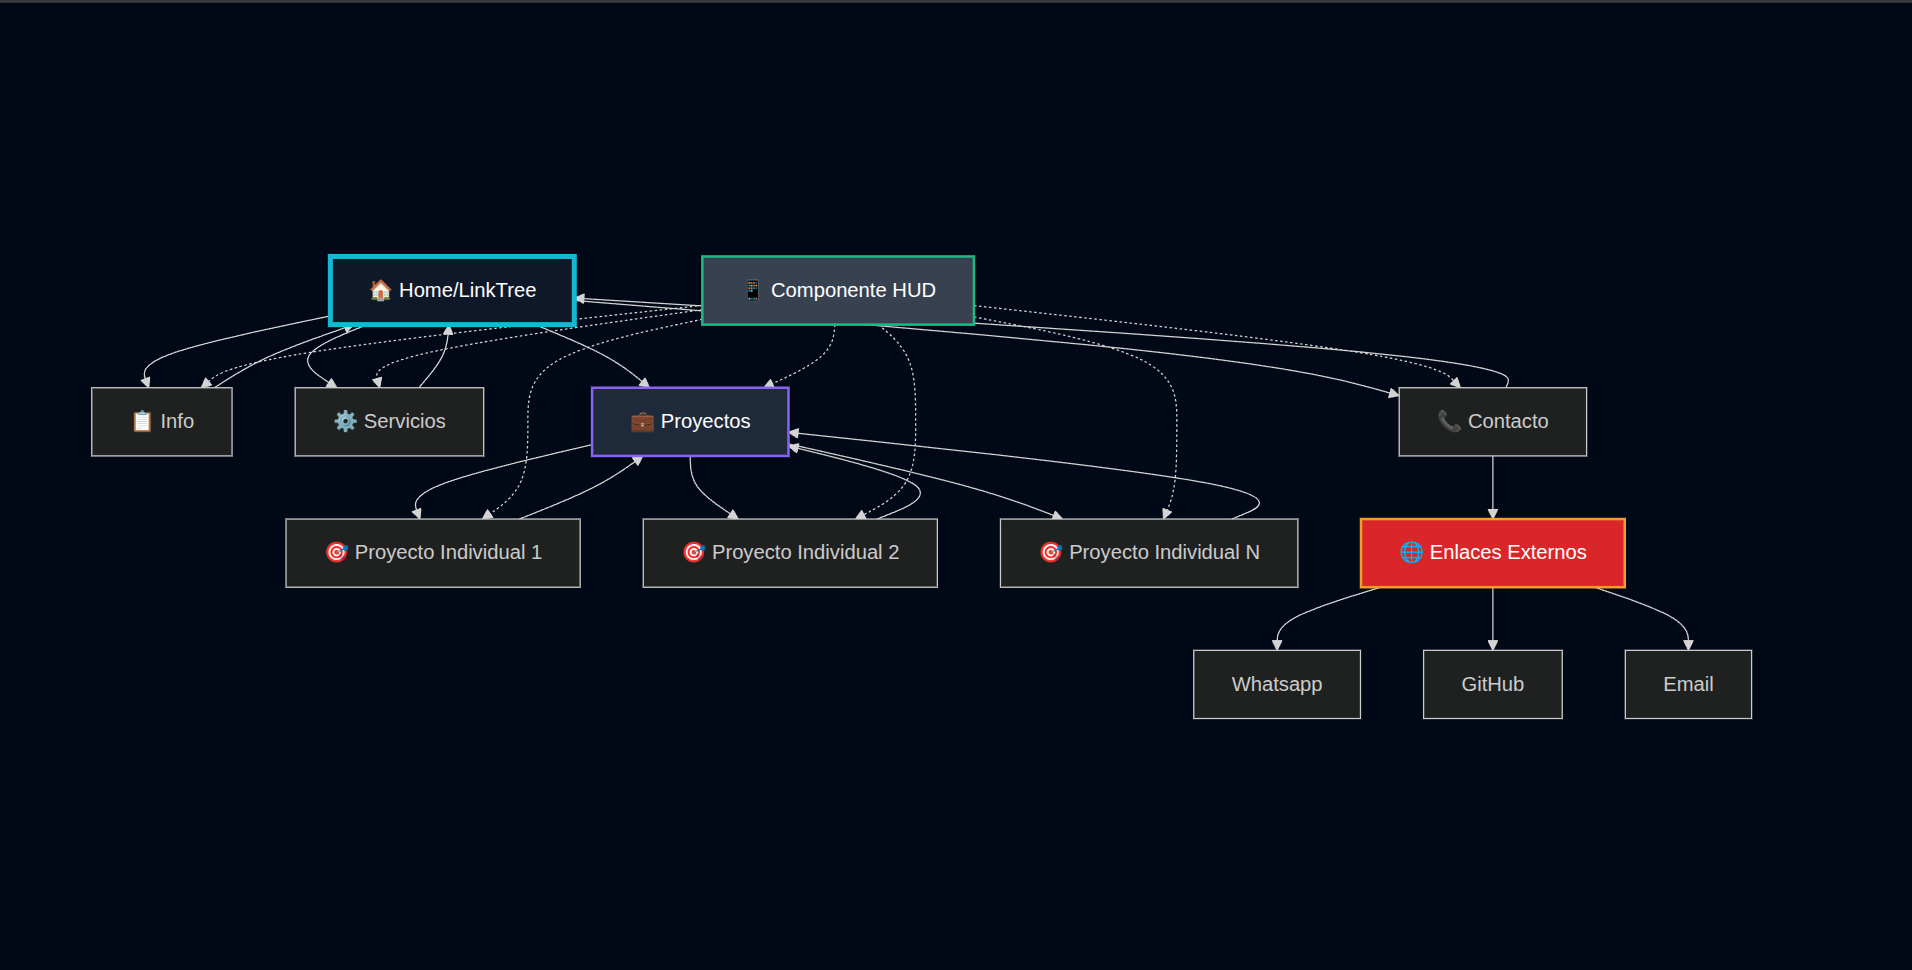 🏠 Home/LinkTree
📱 Componente HUD
📋 Info
⚙️ Servicios
💼 Proyectos
📞 Contacto
🎯 Proyecto Individual 1
🎯 Proyecto Individual 2
🎯 Proyecto Individual N
🌐 Enlaces Externos
Whatsapp
GitHub
Email